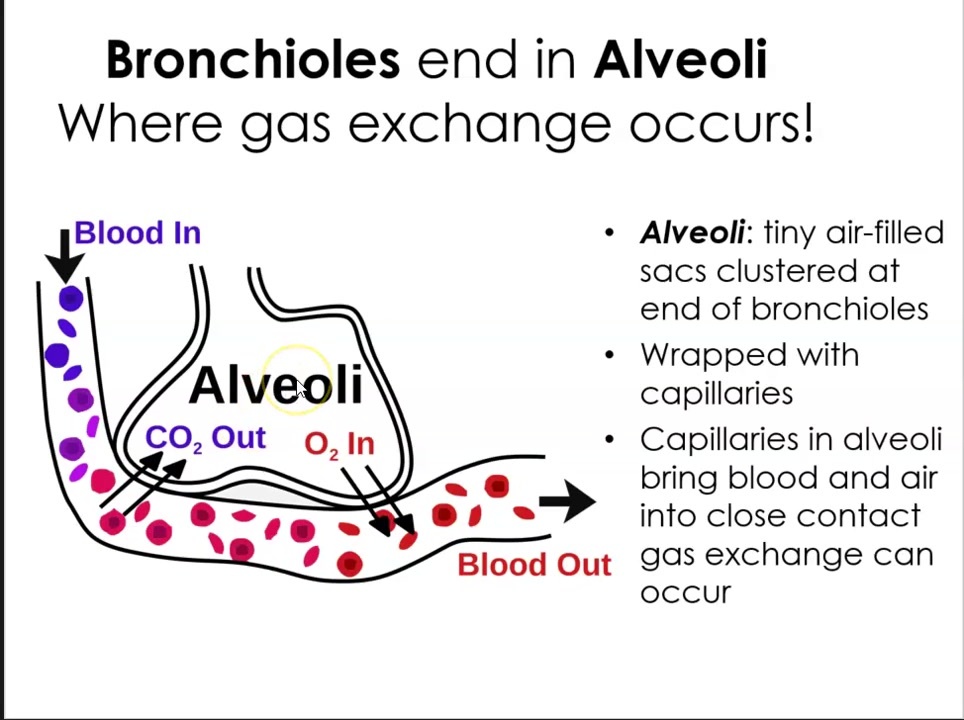 Bronchioles end in Alveoli
Where gas exchange occurs!
Blood In
Alveoli
CO₂ Out
O₂ In
Blood Out
• Alveoli: tiny air-filled
sacs clustered at
end of bronchioles
• Wrapped with
capillaries
• Capillaries in alveoli
bring blood and air
into close contact
gas exchange can
occur